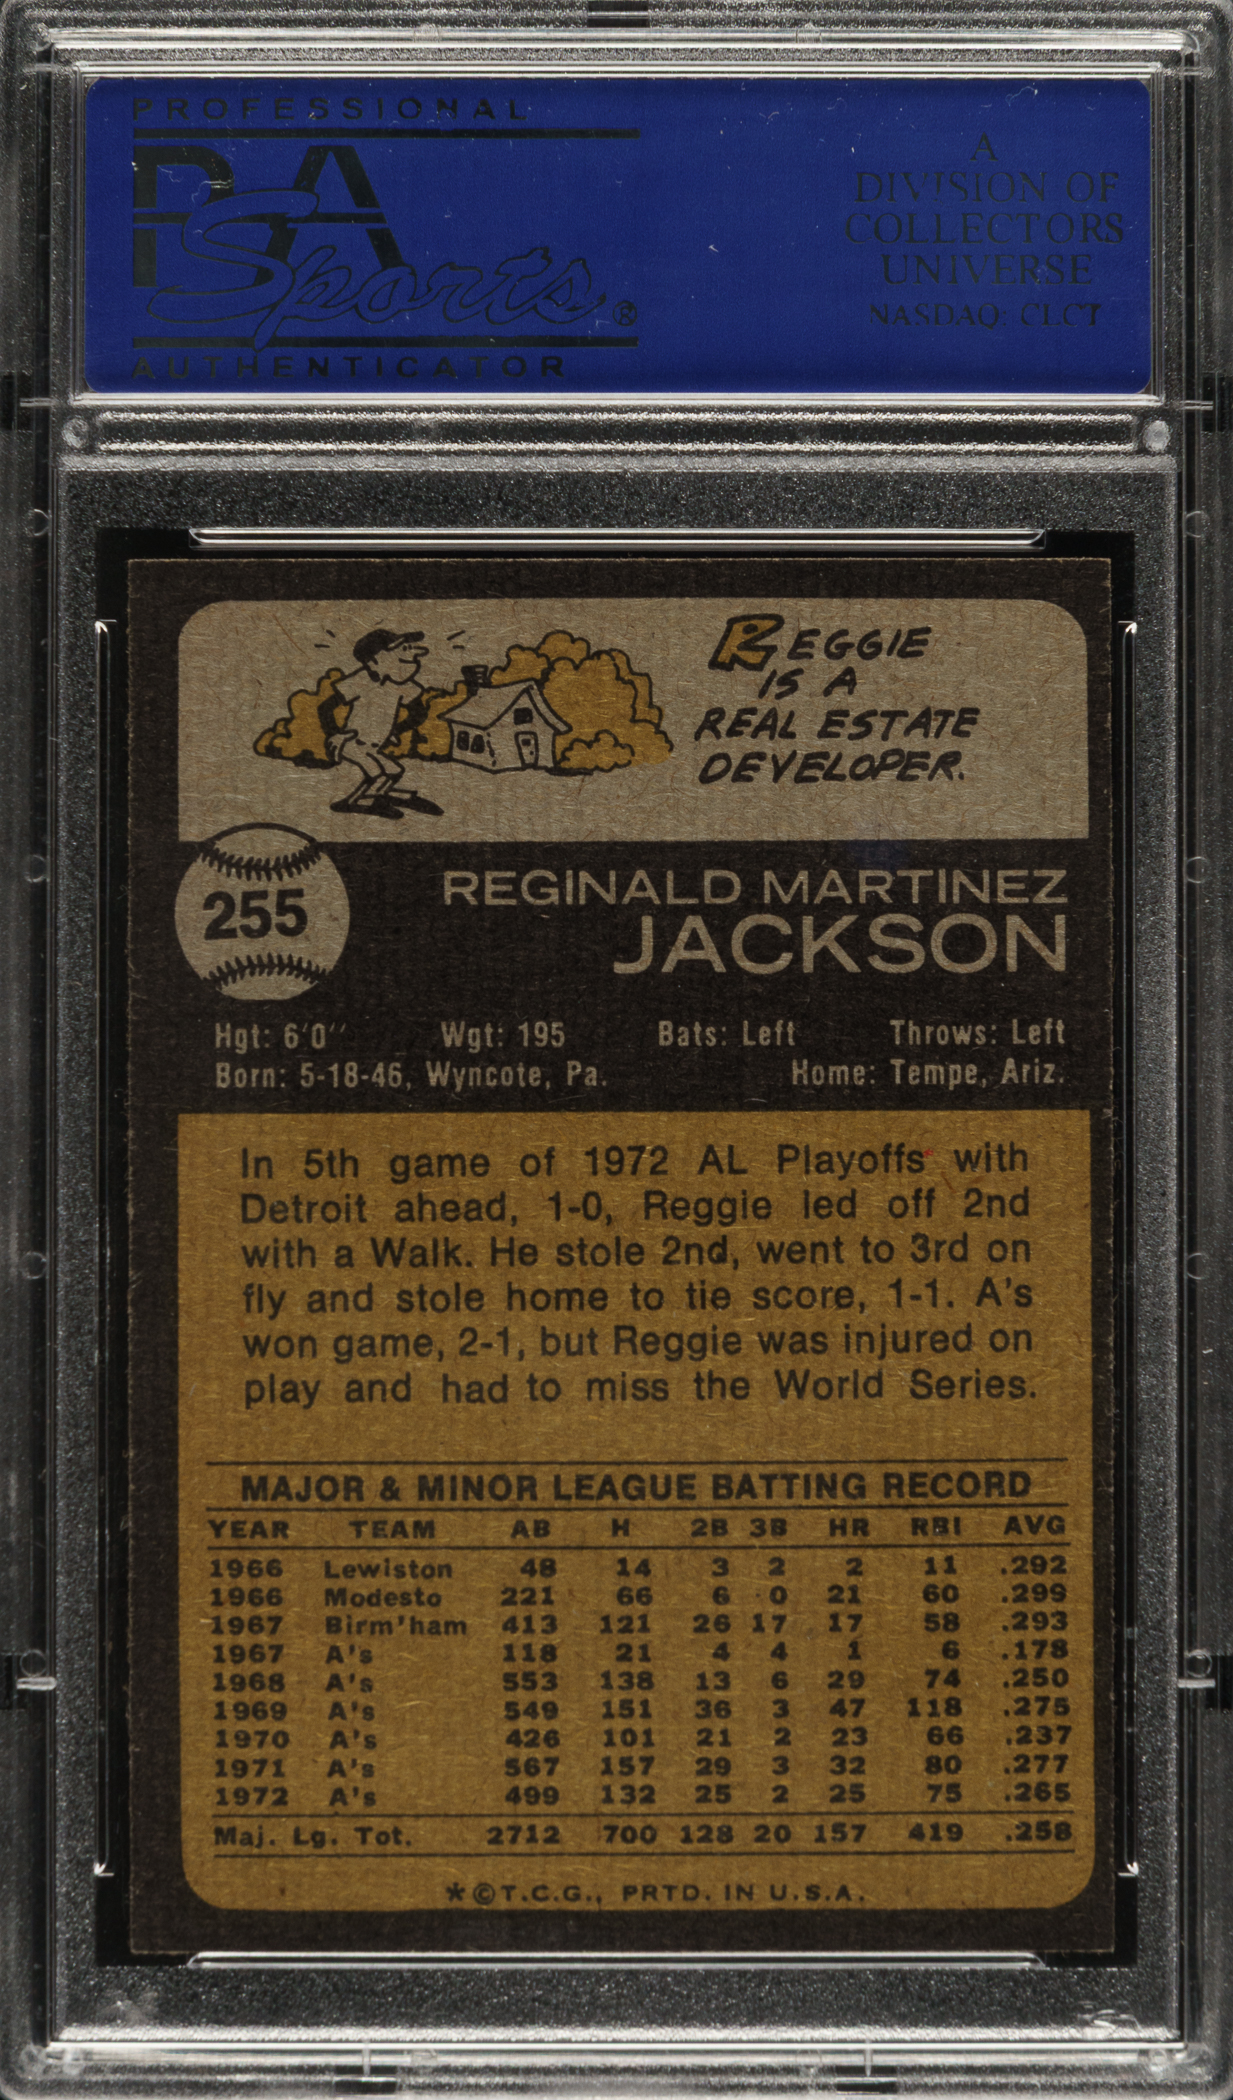 PROFESSIONAL
PSA
Sports®
AUTHENTICATOR
A
DIVISION OF
COLLECTORS
UNIVERSE
NASDAQ: CLCT
REGGIE
IS A
REAL ESTATE
DEVELOPER.
255
REGINALD MARTINEZ
JACKSON
Hgt: 6'0'' Wgt: 195 Bats: Left Throws: Left
Born: 5-18-46, Wyncote, Pa. Home: Tempe, Ariz.
In 5th game of 1972 AL Playoffs with
Detroit ahead, 1-0, Reggie led off 2nd
with a Walk. He stole 2nd, went to 3rd on
fly and stole home to tie score, 1-1. A's
won game, 2-1, but Reggie was injured on
play and had to miss the World Series.
MAJOR & MINOR LEAGUE BATTING RECORD
YEAR TEAM AB H 2B 3B HR RBI AVG
1966 Lewiston 48 14 3 2 2 11 .292
1966 Modesto 221 66 6 0 21 60 .299
1967 Birm'ham 413 121 26 17 17 58 .293
1967 A's 118 21 4 4 1 6 .178
1968 A's 553 138 13 6 29 74 .250
1969 A's 549 151 36 3 47 118 .275
1970 A's 426 101 21 2 23 66 .237
1971 A's 567 157 29 3 32 80 .277
1972 A's 499 132 25 2 25 75 .265
Maj. Lg. Tot. 2712 700 128 20 157 419 .258
*©T.C.G., PRTD. IN U.S.A.